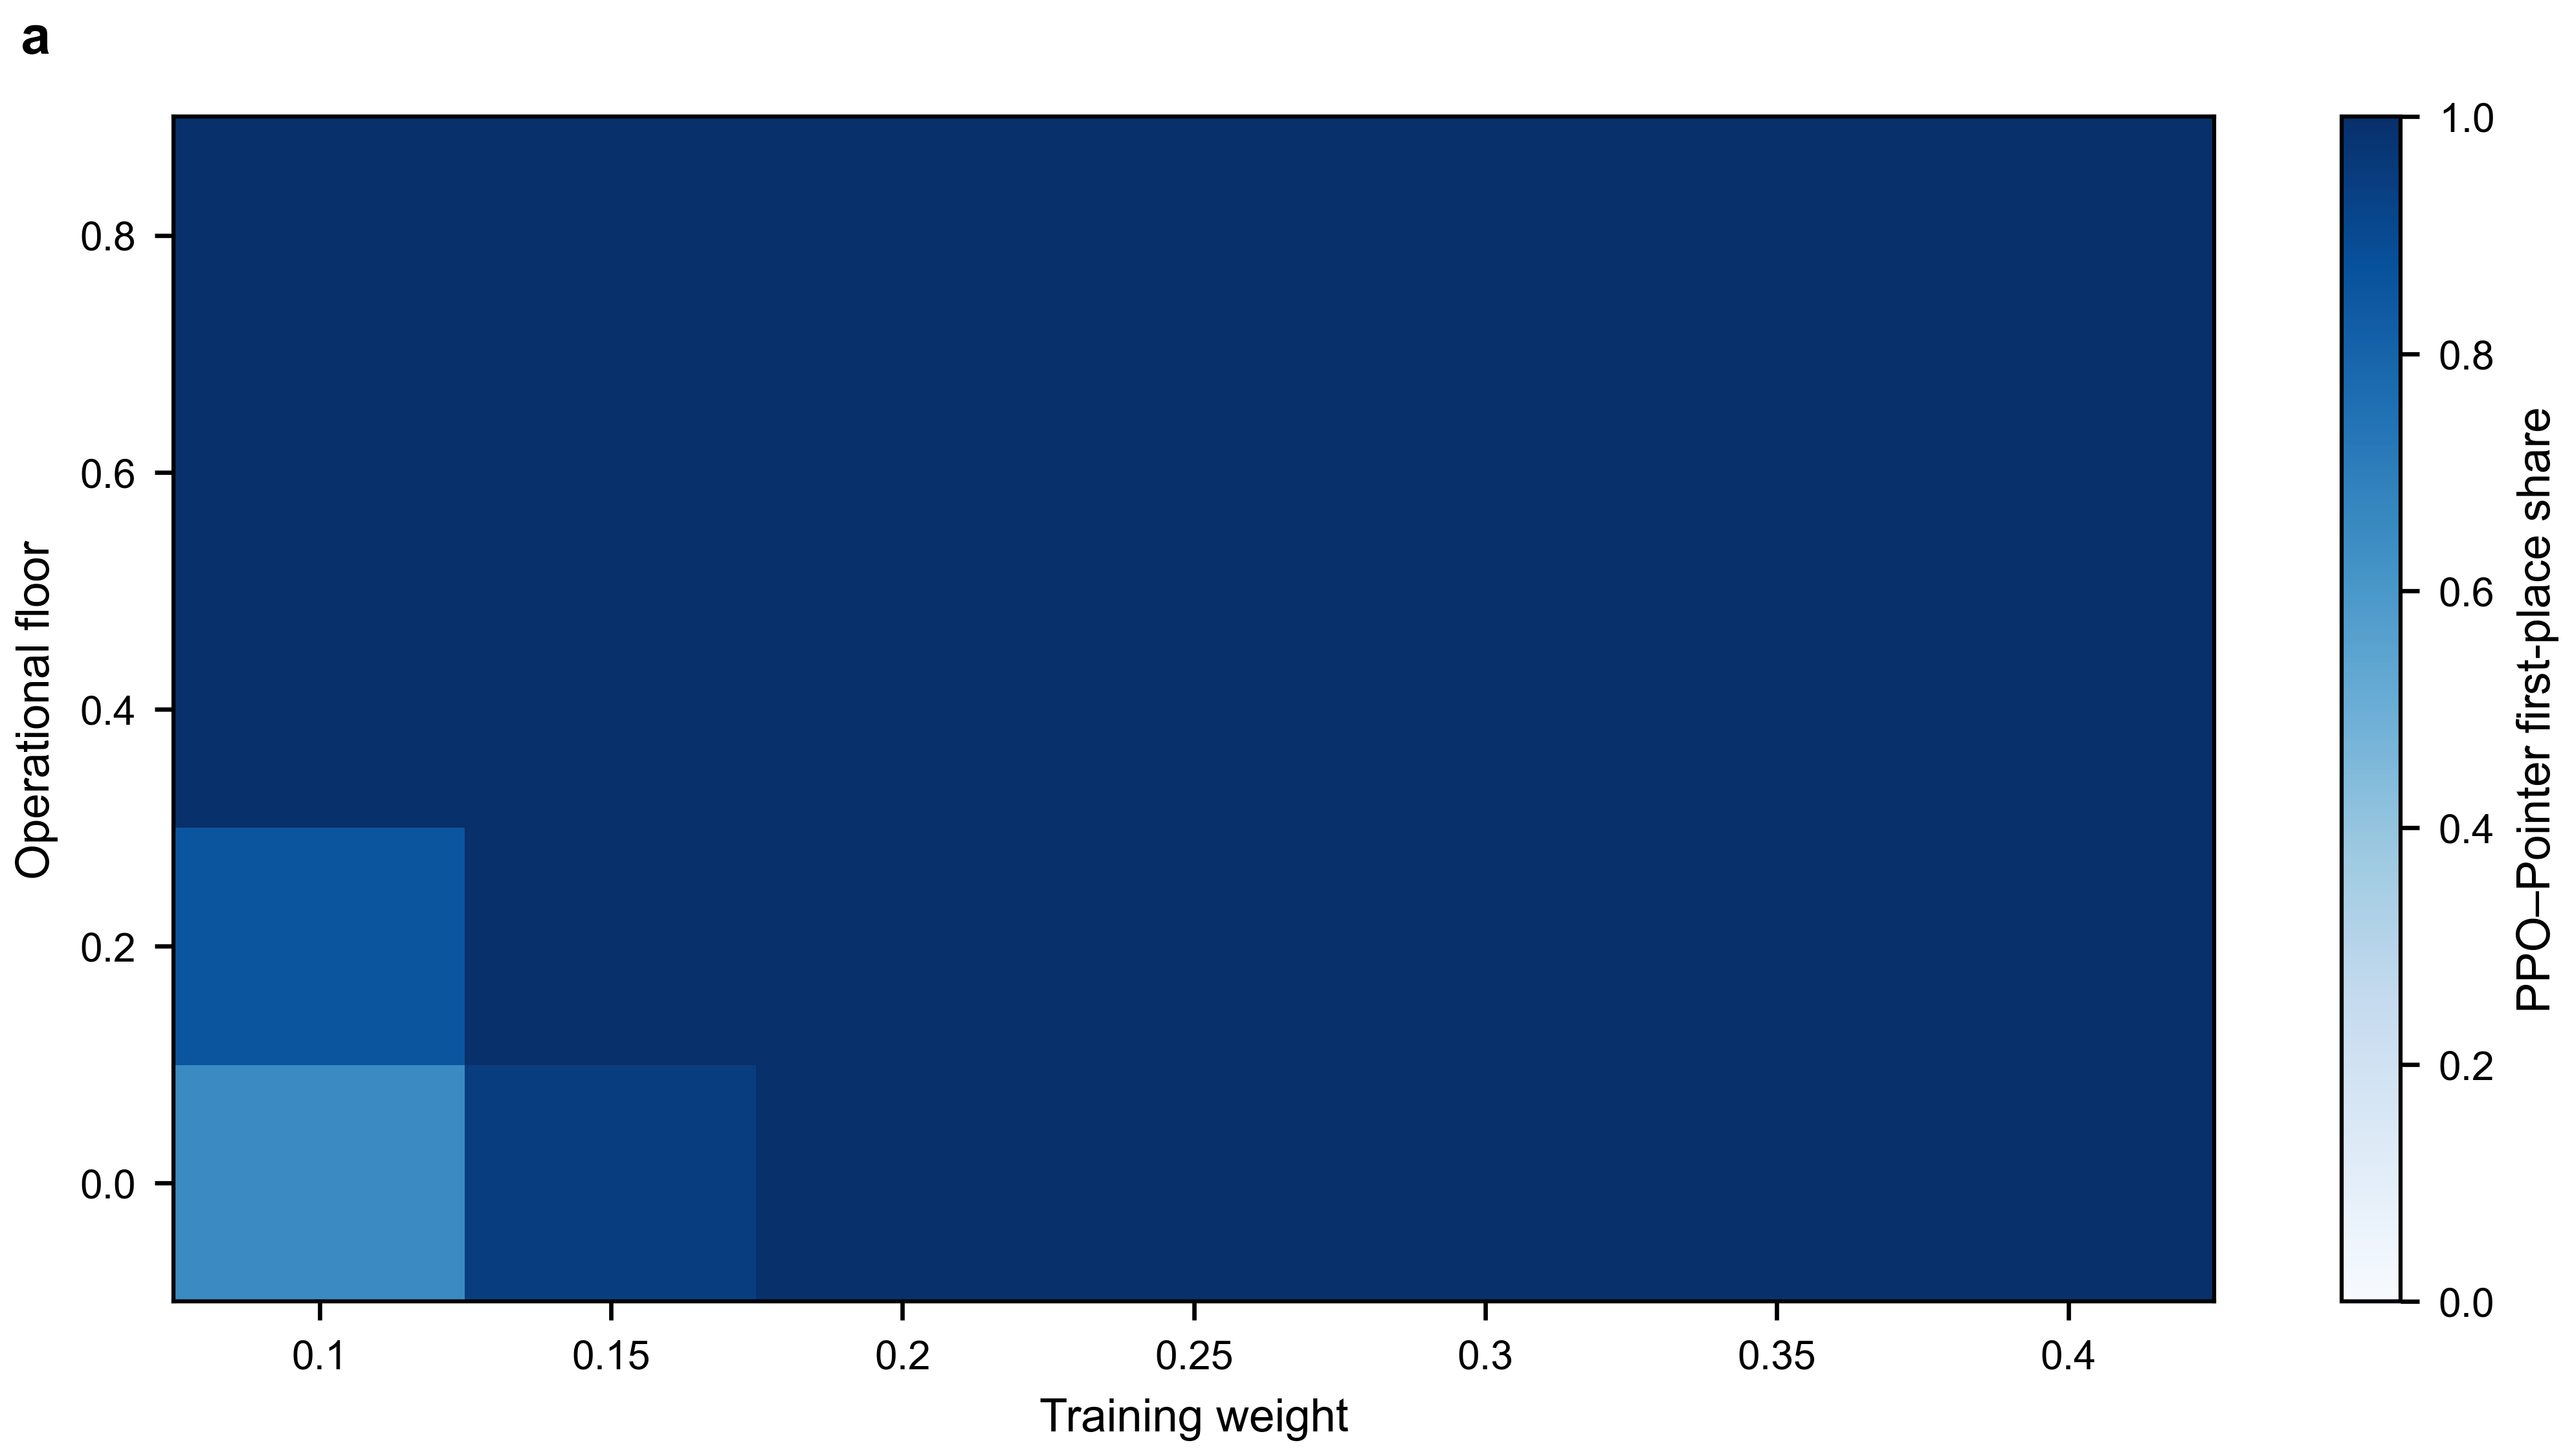 a
Operational floor
0.8
0.6
0.4
0.2
0.0
0.1 0.15 0.2 0.25 0.3 0.35 0.4
Training weight
1.0
0.8
0.6
0.4
0.2
0.0
PPO–Pointer first-place share